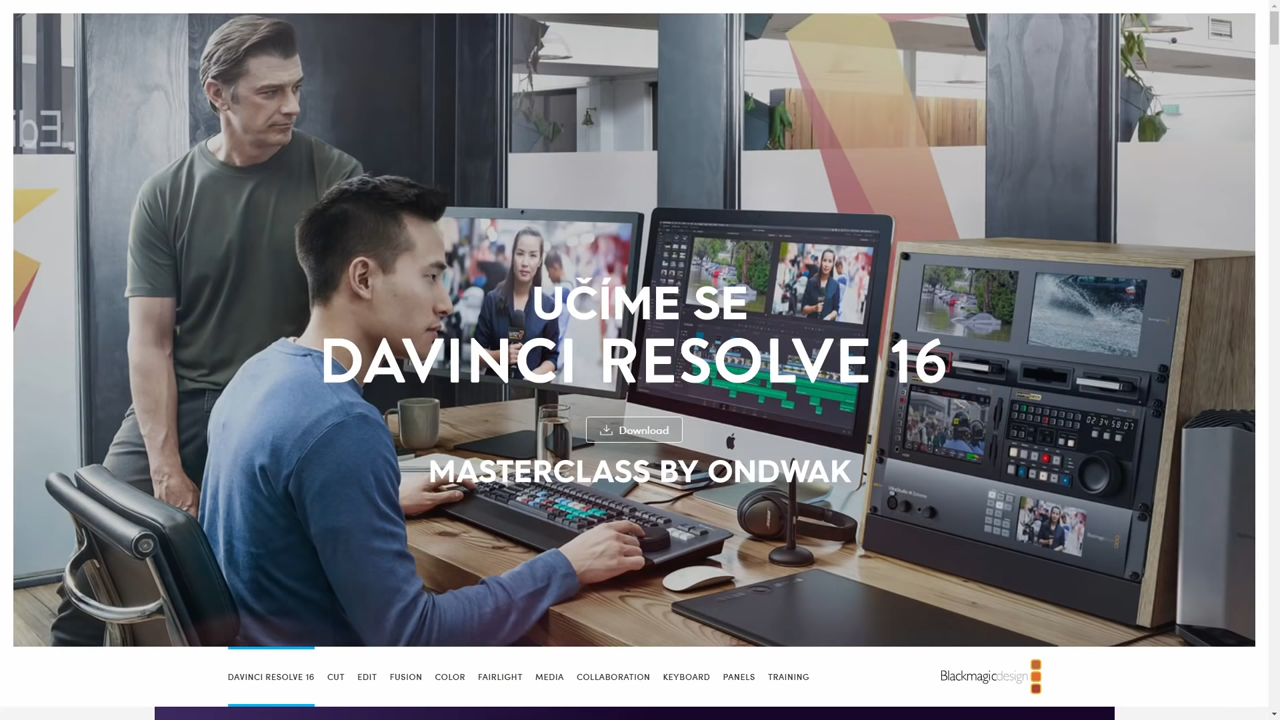 UČÍME SE
DAVINCI RESOLVE 16
Download
MASTERCLASS BY ONDWAK
DAVINCI RESOLVE 16 CUT EDIT FUSION COLOR FAIRLIGHT MEDIA COLLABORATION KEYBOARD PANELS TRAINING
Blackmagicdesign